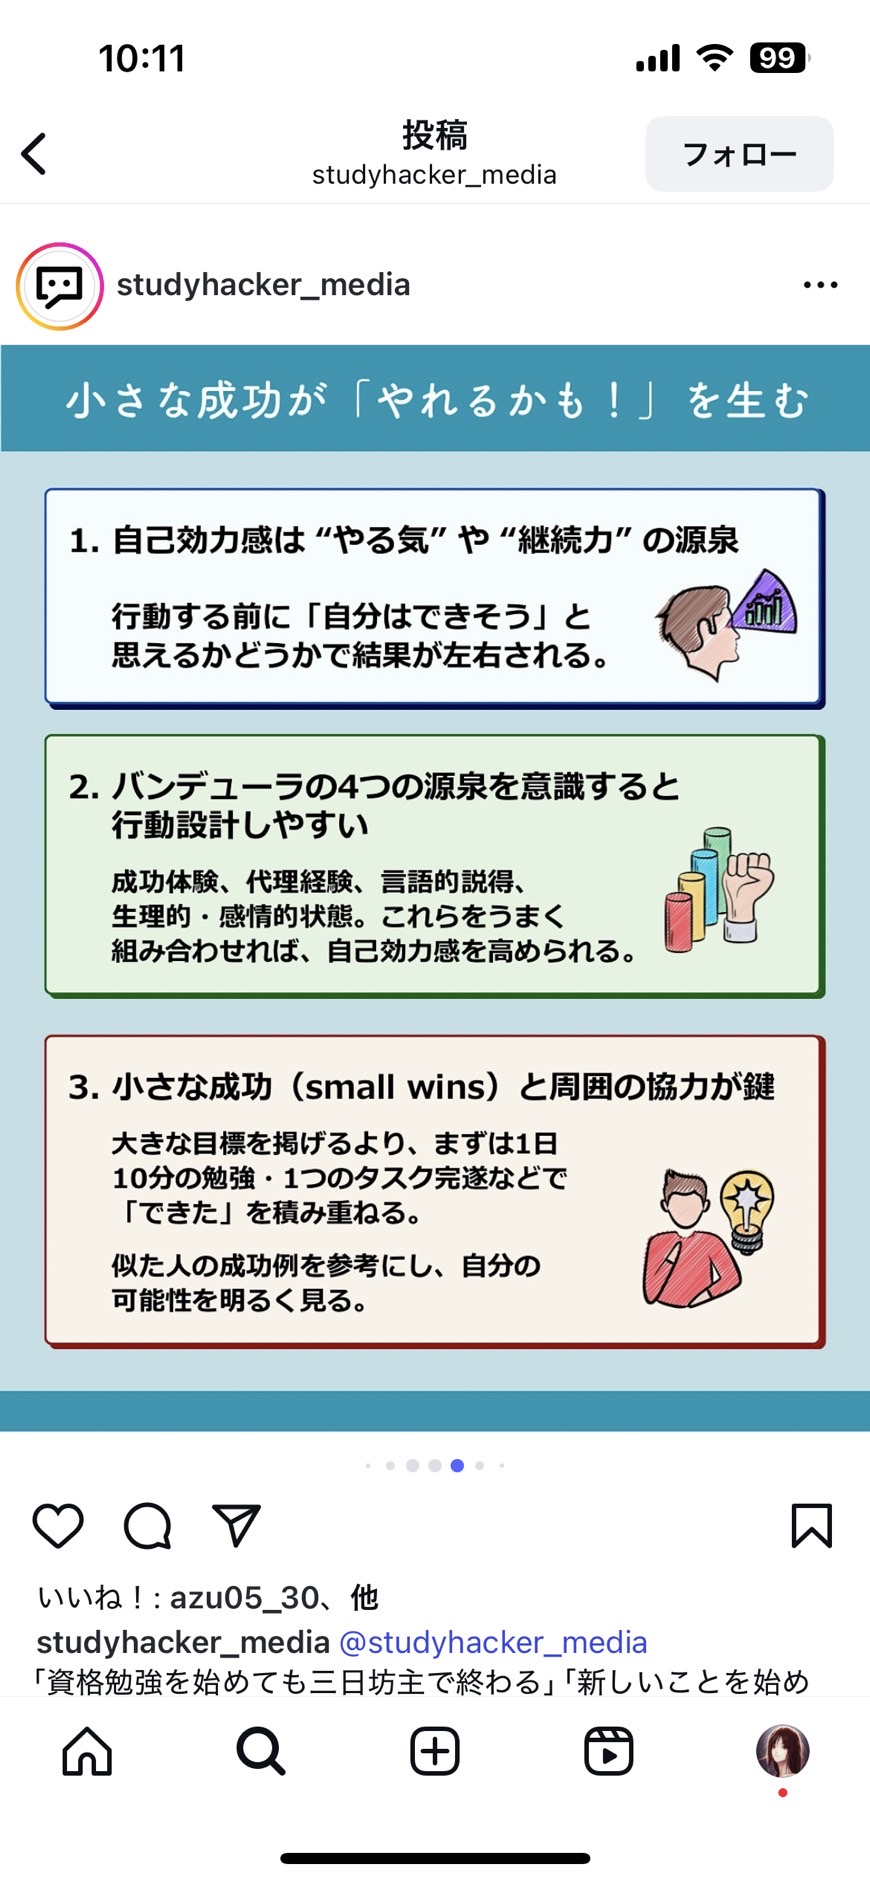 10:11
99
投稿
studyhacker_media
フォロー
studyhacker_media
小さな成功が「やれるかも！」を生む
1. 自己効力感は “やる気” や “継続力” の源泉
行動する前に「自分はできそう」と
思えるかどうかで結果が左右される。
2. バンデューラの4つの源泉を意識すると
行動設計しやすい
成功体験、代理経験、言語的説得、
生理的・感情的状態。これらをうまく
組み合わせれば、自己効力感を高められる。
3. 小さな成功（small wins）と周囲の協力が鍵
大きな目標を掲げるより、まずは1日
10分の勉強・1つのタスク完遂などで
「できた」を積み重ねる。
似た人の成功例を参考にし、自分の
可能性を明るく見る。
いいね！: azu05_30、他
studyhacker_media @studyhacker_media
「資格勉強を始めても三日坊主で終わる」「新しいことを始め